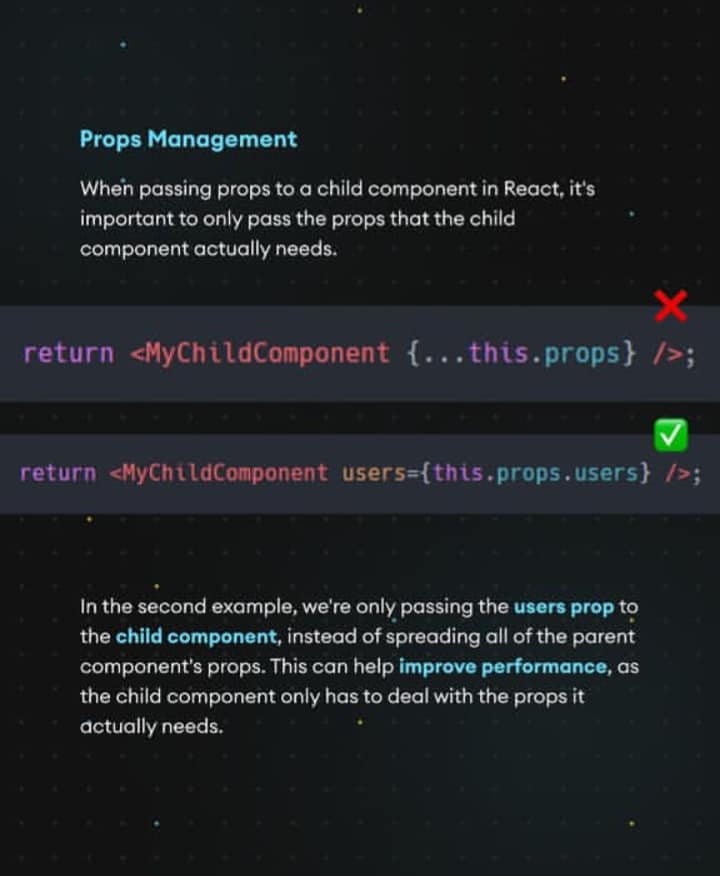 Props Management
When passing props to a child component in React, it's
important to only pass the props that the child
component actually needs.
return <MyChildComponent {...this.props} />;
return <MyChildComponent users={this.props.users} />;
In the second example, we're only passing the users prop to
the child component, instead of spreading all of the parent
component's props. This can help improve performance, as
the child component only has to deal with the props it
actually needs.